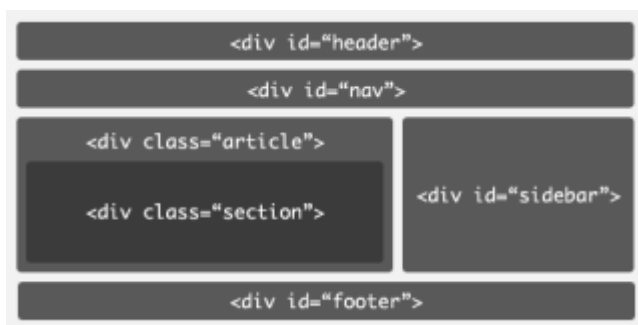 <div id=“header”>
<div id=“nav”>
<div class=“article”>
<div class=“section”>
<div id=“sidebar”>
<div id=“footer”>